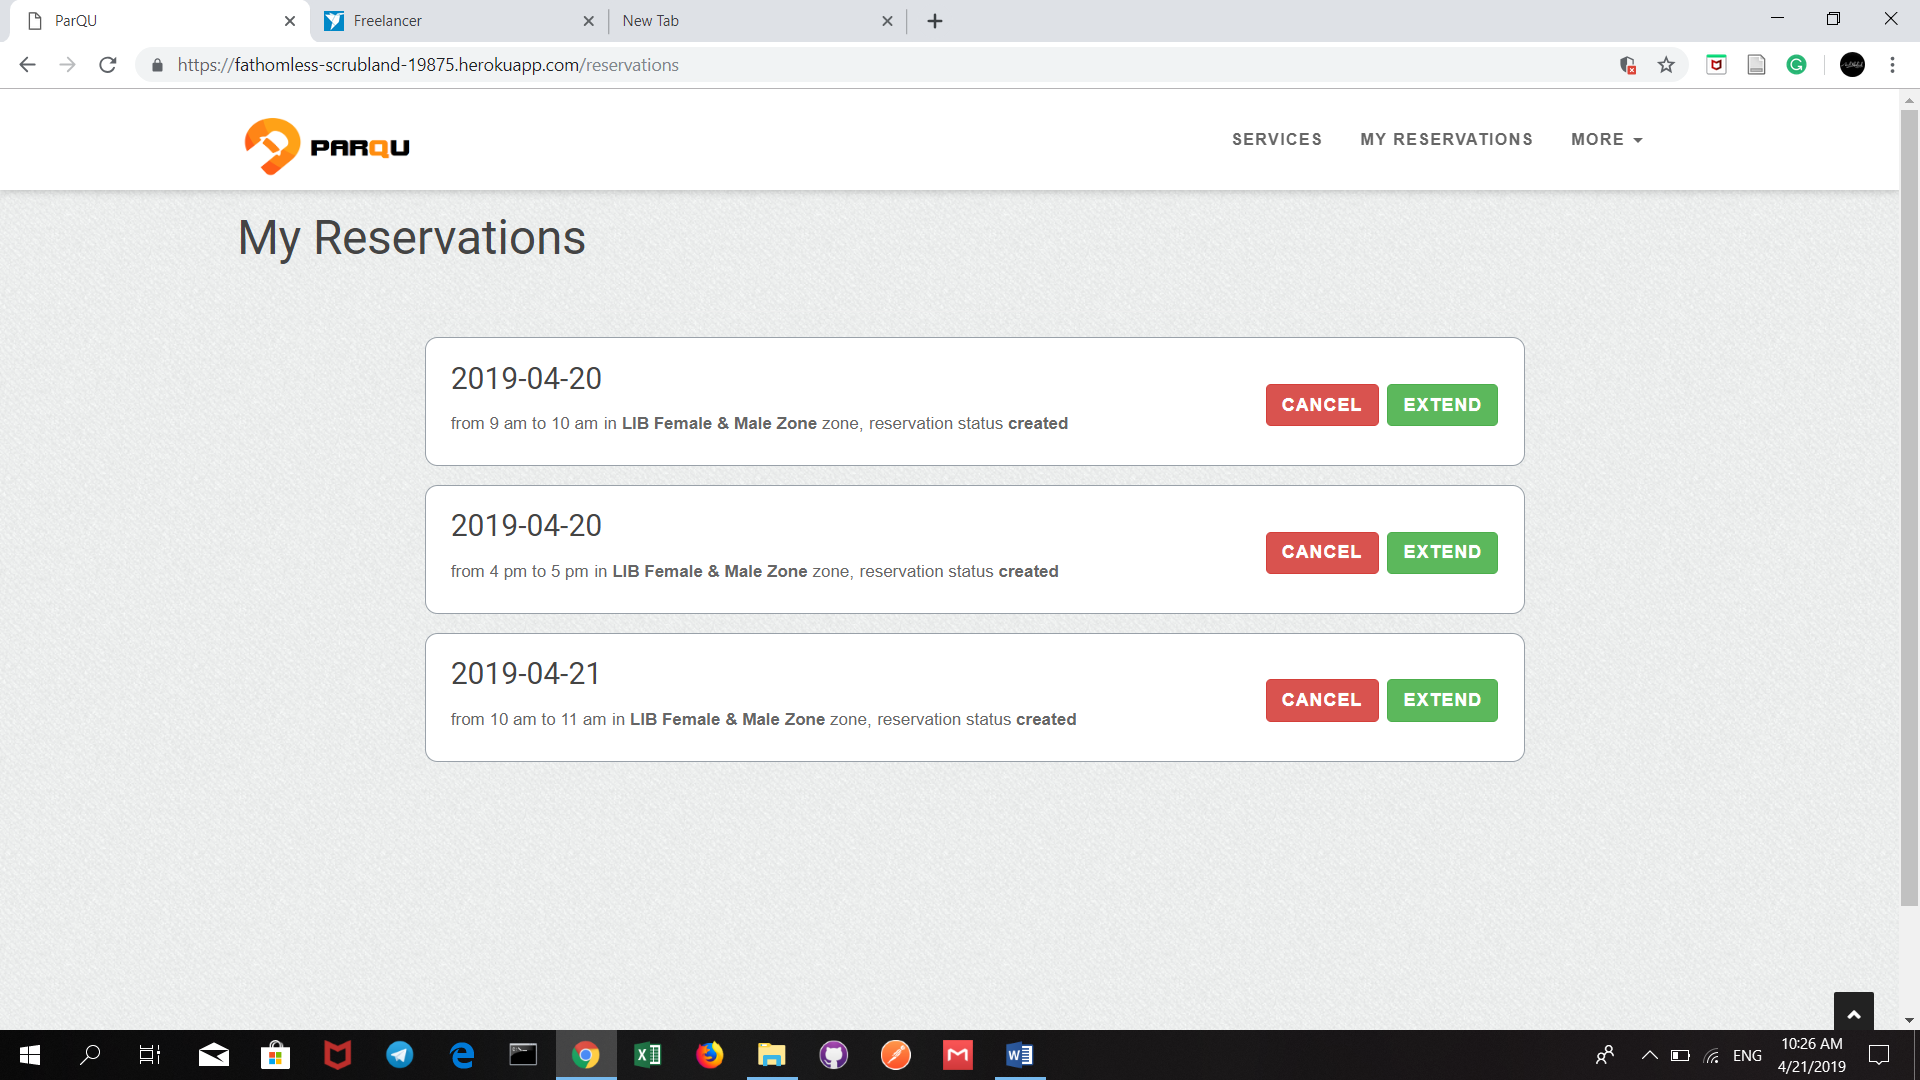 ParQU
Freelancer
New Tab
https://fathomless-scrubland-19875.herokuapp.com/reservations
PARQU
SERVICES
MY RESERVATIONS
MORE
My Reservations
2019-04-20
from 9 am to 10 am in LIB Female & Male Zone zone, reservation status created
CANCEL
EXTEND
2019-04-20
from 4 pm to 5 pm in LIB Female & Male Zone zone, reservation status created
CANCEL
EXTEND
2019-04-21
from 10 am to 11 am in LIB Female & Male Zone zone, reservation status created
CANCEL
EXTEND
ENG
10:26 AM
4/21/2019